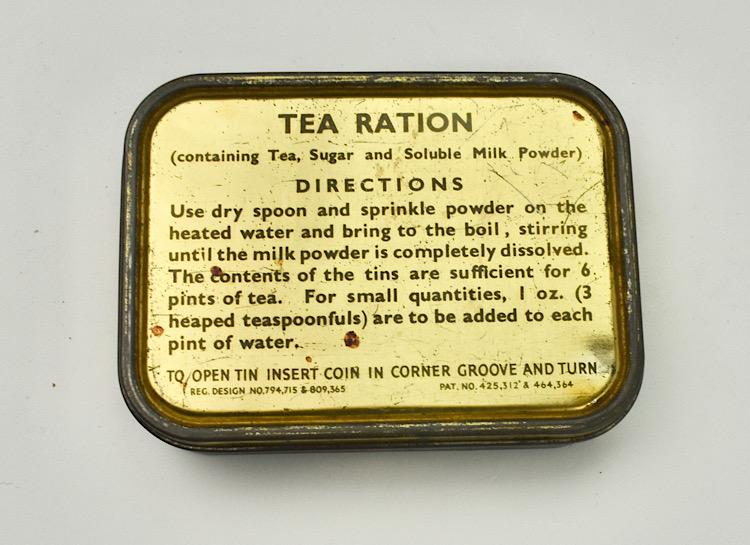 TEA RATION
(containing Tea, Sugar and Soluble Milk Powder)
DIRECTIONS
Use dry spoon and sprinkle powder on the
heated water and bring to the boil, stirring
until the milk powder is completely dissolved.
The contents of the tins are sufficient for 6
pints of tea. For small quantities, 1 oz. (3
heaped teaspoonfuls) are to be added to each
pint of water.
TO OPEN TIN INSERT COIN IN CORNER GROOVE AND TURN
REG. DESIGN NO. 794,715 & 809,365 PAT. NO. 425,312 & 464,364